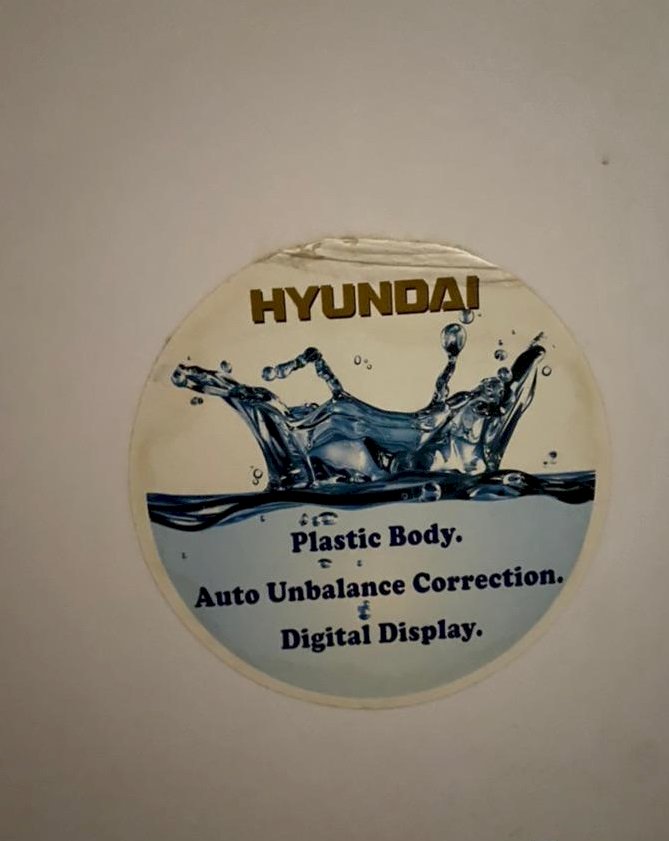 HYUNDAI
Plastic Body.
Auto Unbalance Correction.
Digital Display.